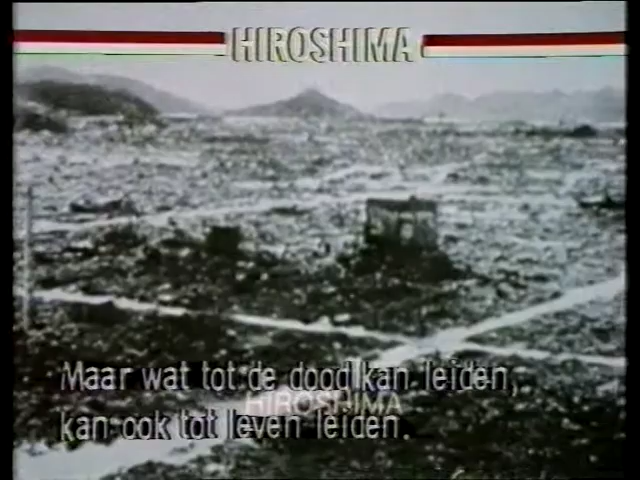 HIROSHIMA
Maar wat tot de dood kan leiden,
HIROSHIMA
kan ook tot leven leiden.